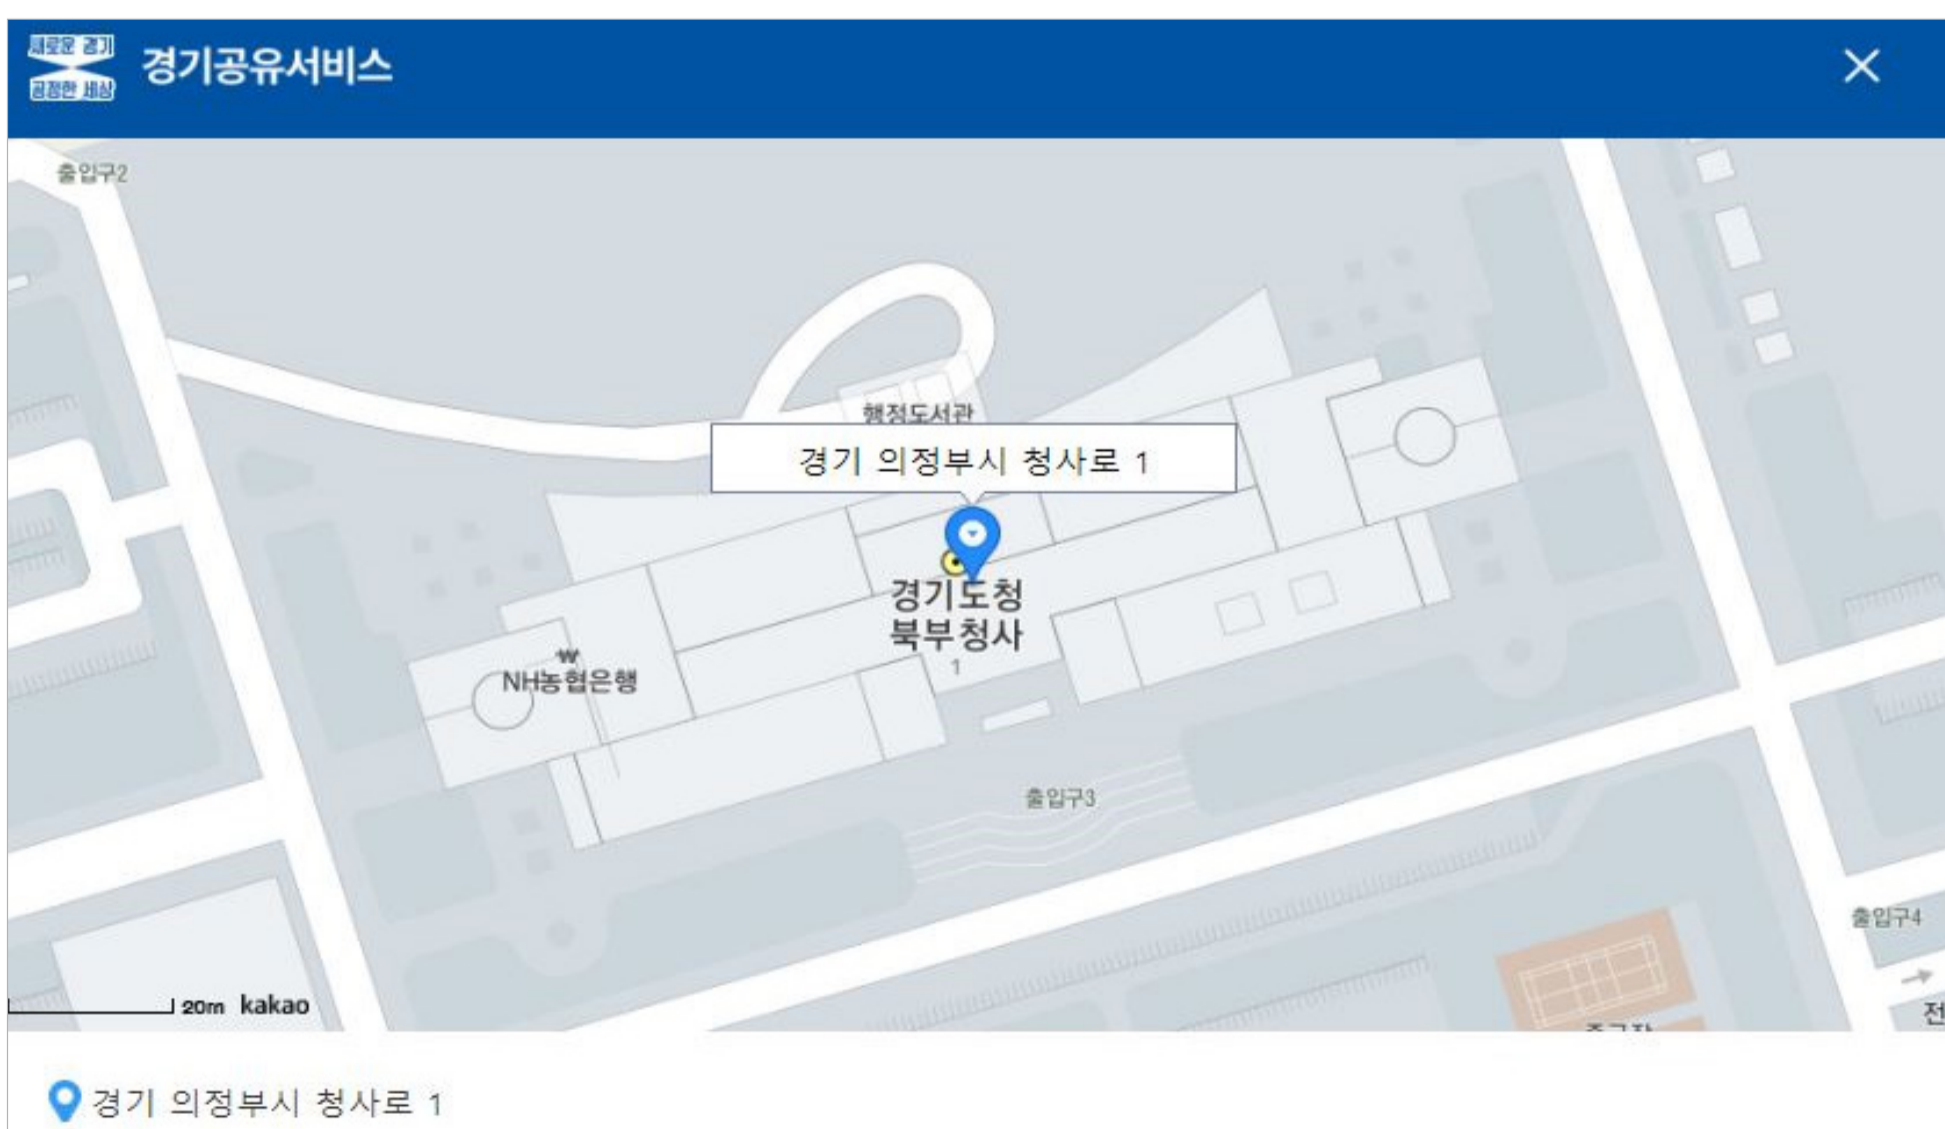 새로운 경기
공정한 세상
경기공유서비스
출입구2
행정도서관
경기 의정부시 청사로 1
경기도청
북부청사
1
₩
NH농협은행
출입구3
출입구4
20m kakao
전
경기 의정부시 청사로 1